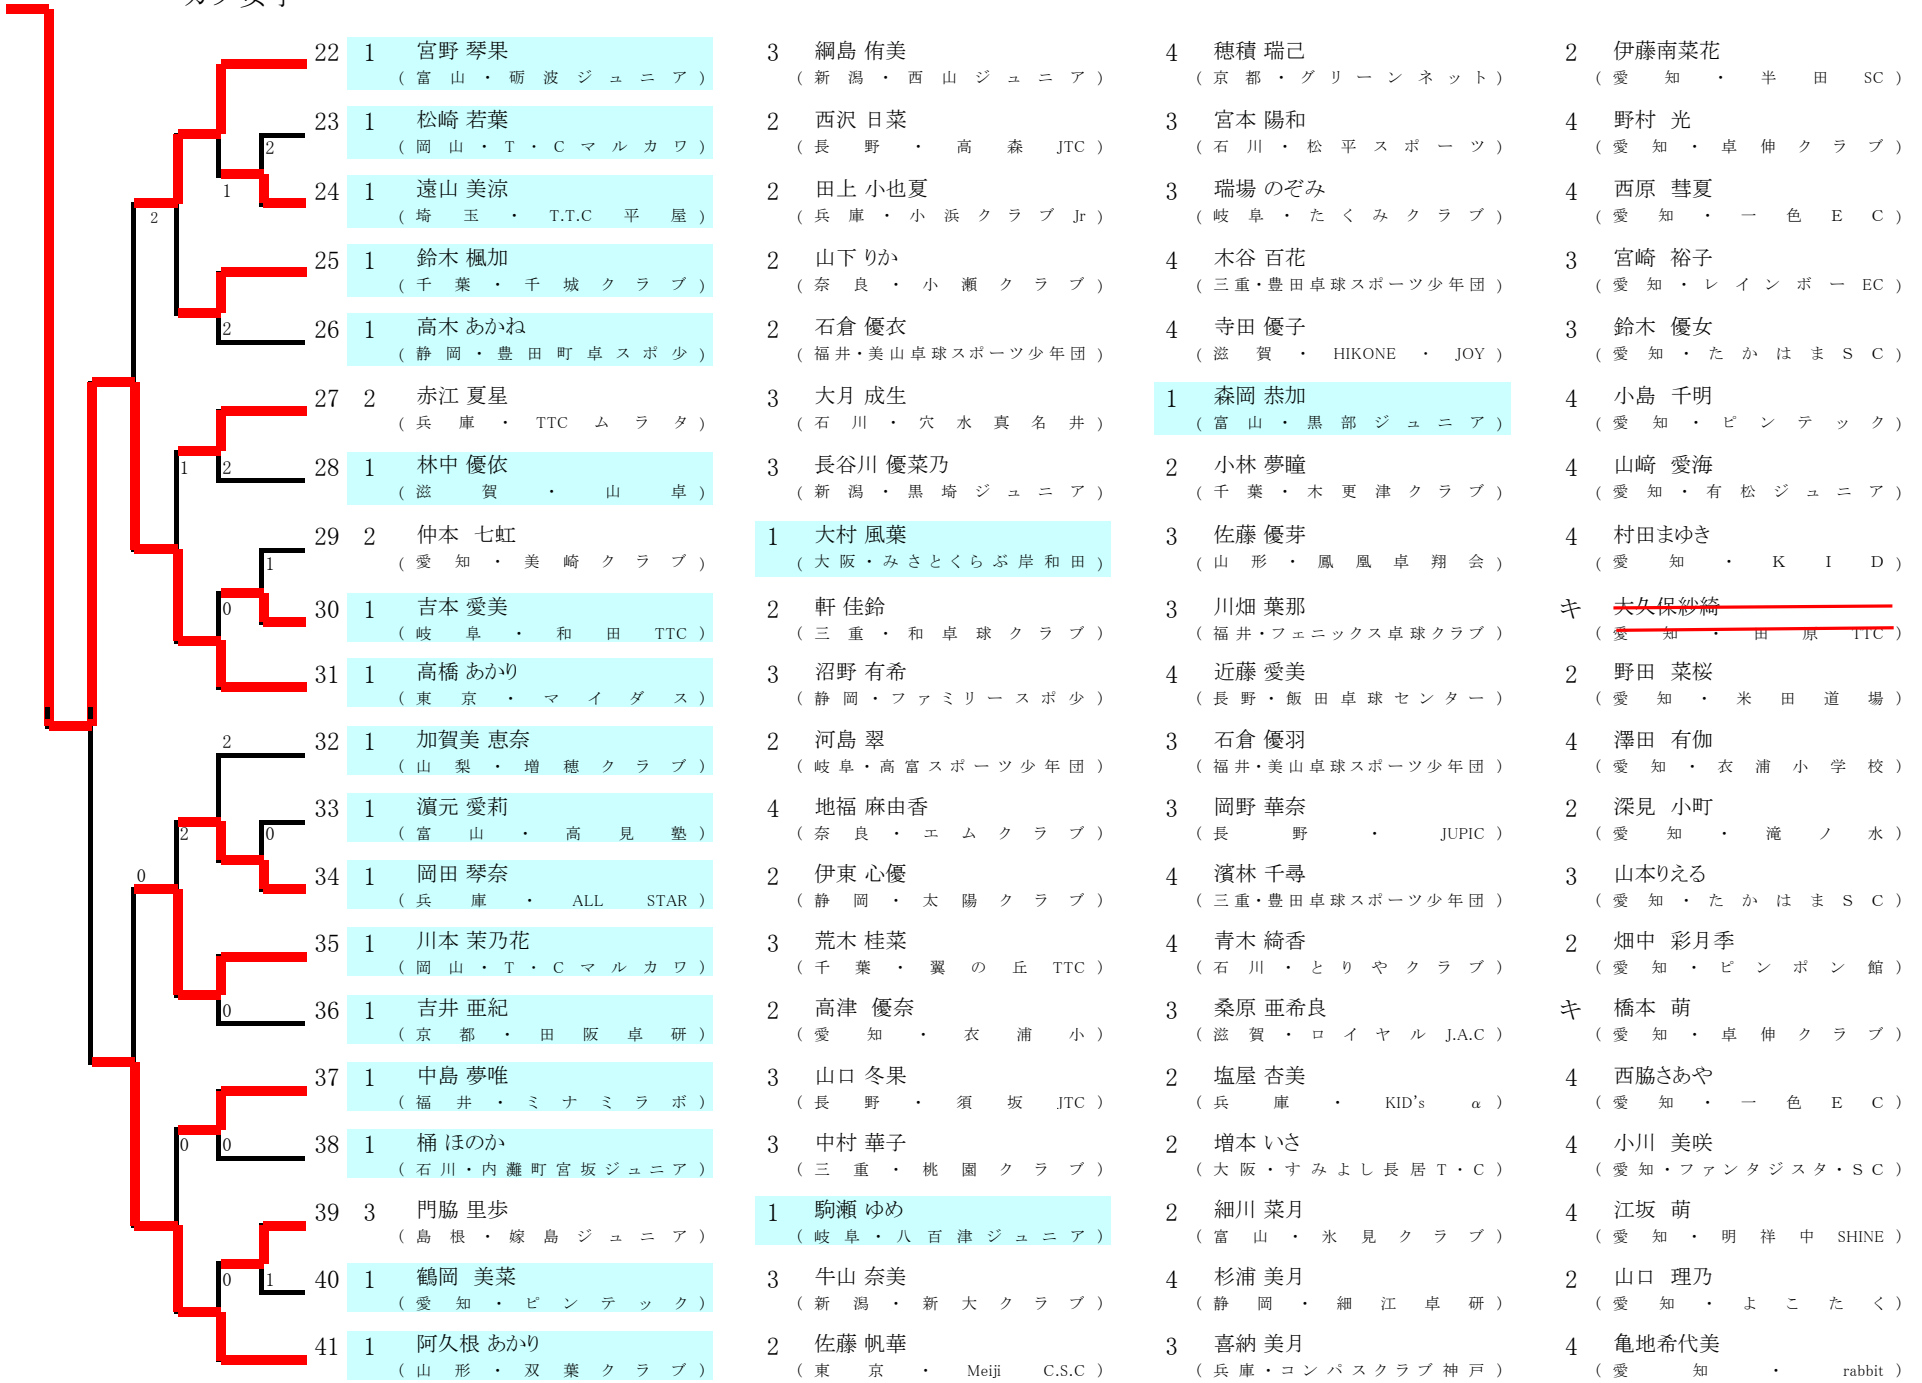 22 1 宮野 琴果 3 綱島 侑美 4 穂積 瑞己 2 伊藤南菜花
(富山・砺波ジュニア) (新潟・西山ジュニア) (京都・グリーンネット) (愛知・半田SC)
23 1 松崎 若葉 2 西沢 日菜 3 宮本 陽和 4 野村 光
2 (岡山・T・Cマルカワ) (長野・高森JTC) (石川・松平スポーツ) (愛知・卓伸クラブ)
24 1 遠山 美涼 2 田上 小也夏 3 瑞場 のぞみ 4 西原 彗夏
1
2 (埼玉・T.T.C平屋) (兵庫・小浜クラブJr) (岐阜・たくみクラブ) (愛知・一色EC)
25 1 鈴木 楓加 2 山下 りか 4 木谷 百花 3 宮崎 裕子
(千葉・千城クラブ) (奈良・小瀬クラブ) (三重・豊田卓球スポーツ少年団) (愛知・レインボーEC)
2 26 1 高木 あかね 2 石倉 優衣 4 寺田 優子 3 鈴木 優女
(静岡・豊田町卓スポ少) (福井・美山卓球スポーツ少年団) (滋賀・HIKONE・JOY) (愛知・たかはまSC)
27 2 赤江 夏星 3 大月 成生 1 森岡 恭加 4 小島 千明
(兵庫・TTCムラタ) (石川・穴水真名井) (富山・黒部ジュニア) (愛知・ピンテック)
1 2 28 1 林中 優依 3 長谷川 優菜乃 2 小林 夢瞳 4 山﨑 愛海
(滋賀・山卓) (新潟・黒埼ジュニア) (千葉・木更津クラブ) (愛知・有松ジュニア)
29 2 仲本 七虹 1 大村 風葉 3 佐藤 優芽 4 村田まゆき
1 (愛知・美崎クラブ) (大阪・みさとくらぶ岸和田) (山形・鳳凰卓翔会) (愛知・KID)
0 30 1 吉本 愛美 2 軒 佳鈴 3 川畑 葉那 キ 大久保紗綺
(岐阜・和田TTC) (三重・和卓球クラブ) (福井・フェニックス卓球クラブ) (愛知・田原TTC)
31 1 高橋 あかり 3 沼野 有希 4 近藤 愛美 2 野田 菜桜
(東京・マイダス) (静岡・ファミリースポ少) (長野・飯田卓球センター) (愛知・米田道場)
2 32 1 加賀美 恵奈 2 河島 翠 3 石倉 優羽 4 澤田 有伽
(山梨・増穂クラブ) (岐阜・高富スポーツ少年団) (福井・美山卓球スポーツ少年団) (愛知・衣浦小学校)
33 1 濵元 愛莉 4 地福 麻由香 3 岡野 華奈 2 深見 小町
2 0 (富山・高見塾) (奈良・エムクラブ) (長野・JUPIC) (愛知・滝ノ水)
0 34 1 岡田 琴奈 2 伊東 心優 4 濱林 千尋 3 山本りえる
(兵庫・ALL STAR) (静岡・太陽クラブ) (三重・豊田卓球スポーツ少年団) (愛知・たかはまSC)
35 1 川本 茉乃花 3 荒木 桂菜 4 青木 綺香 2 畑中 彩月季
(岡山・T・Cマルカワ) (千葉・翼の丘TTC) (石川・とりやクラブ) (愛知・ピンポン館)
0 36 1 吉井 亜紀 2 高津 優奈 3 桑原 亜希良 キ 橋本 萌
(京都・田阪卓研) (愛知・衣浦小) (滋賀・ロイヤルJ.A.C) (愛知・卓伸クラブ)
37 1 中島 夢唯 3 山口 冬果 2 塩屋 杏美 4 西脇さあや
(福井・ミナミラボ) (長野・須坂JTC) (兵庫・KID's α) (愛知・一色EC)
0 0 38 1 桶 ほのか 3 中村 華子 2 増本 いさ 4 小川 美咲
(石川・内灘町宮坂ジュニア) (三重・桃園クラブ) (大阪・すみよし長居T・C) (愛知・ファンタジスタ・SC)
39 3 門脇 里歩 1 駒瀬 ゆめ 2 細川 菜月 4 江坂 萌
(島根・嫁島ジュニア) (岐阜・八百津ジュニア) (富山・氷見クラブ) (愛知・明祥中SHINE)
0 1 40 1 鶴岡 美菜 3 牛山 奈美 4 杉浦 美月 2 山口 理乃
(愛知・ピンテック) (新潟・新大クラブ) (静岡・細江卓研) (愛知・よこたく)
41 1 阿久根 あかり 2 佐藤 帆華 3 喜納 美月 4 亀地希代美
(山形・双葉クラブ) (東京・Meiji C.S.C) (兵庫・コンパスクラブ神戸) (愛知・rabbit)